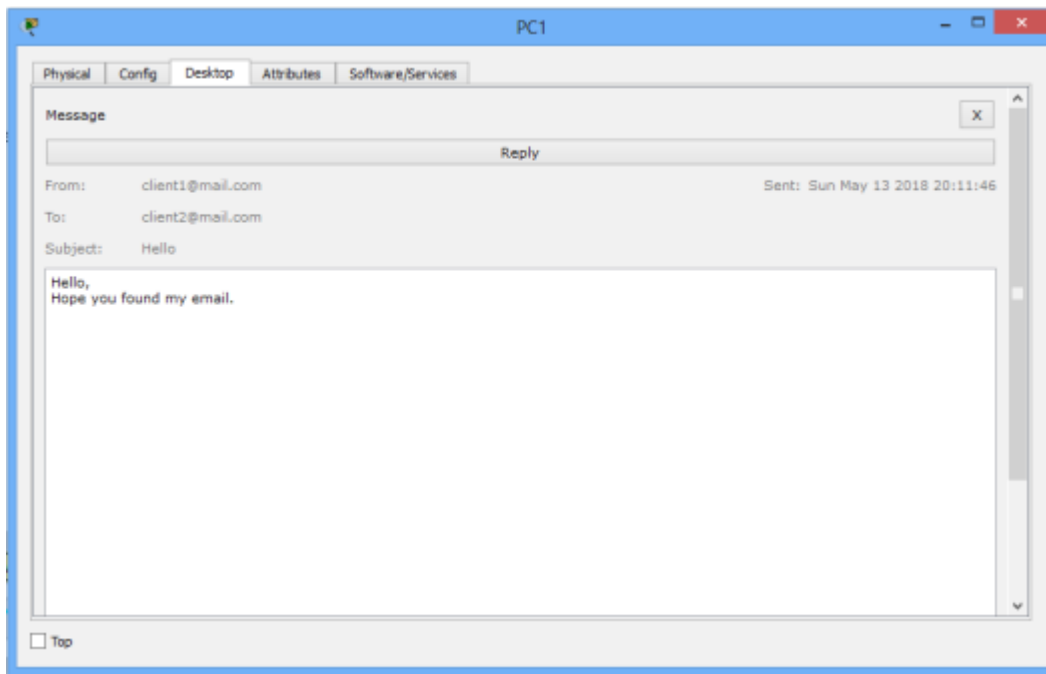 PC1
Physical Config Desktop Attributes Software/Services
Message X
Reply
From: client1@mail.com Sent: Sun May 13 2018 20:11:46
To: client2@mail.com
Subject: Hello
Hello,
Hope you found my email.
Top